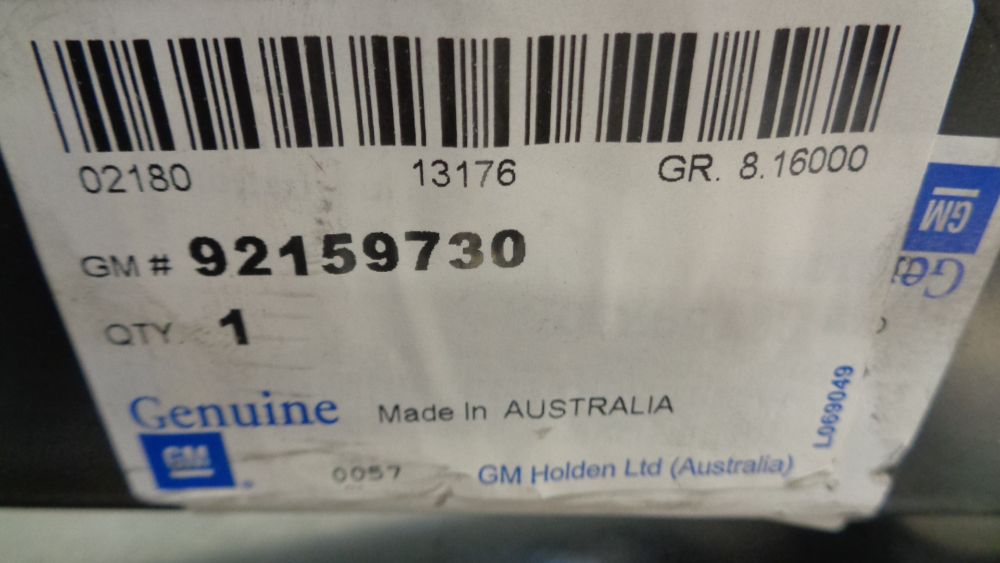 02180 13176 GR. 8.16000
GM # 92159730
QTY. 1
Genuine Made In AUSTRALIA
GM 0057 GM Holden Ltd (Australia)
L069049
GM